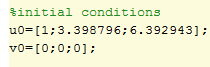 %initial conditions
u0=[1;3.398796;6.392943];
v0=[0;0;0];